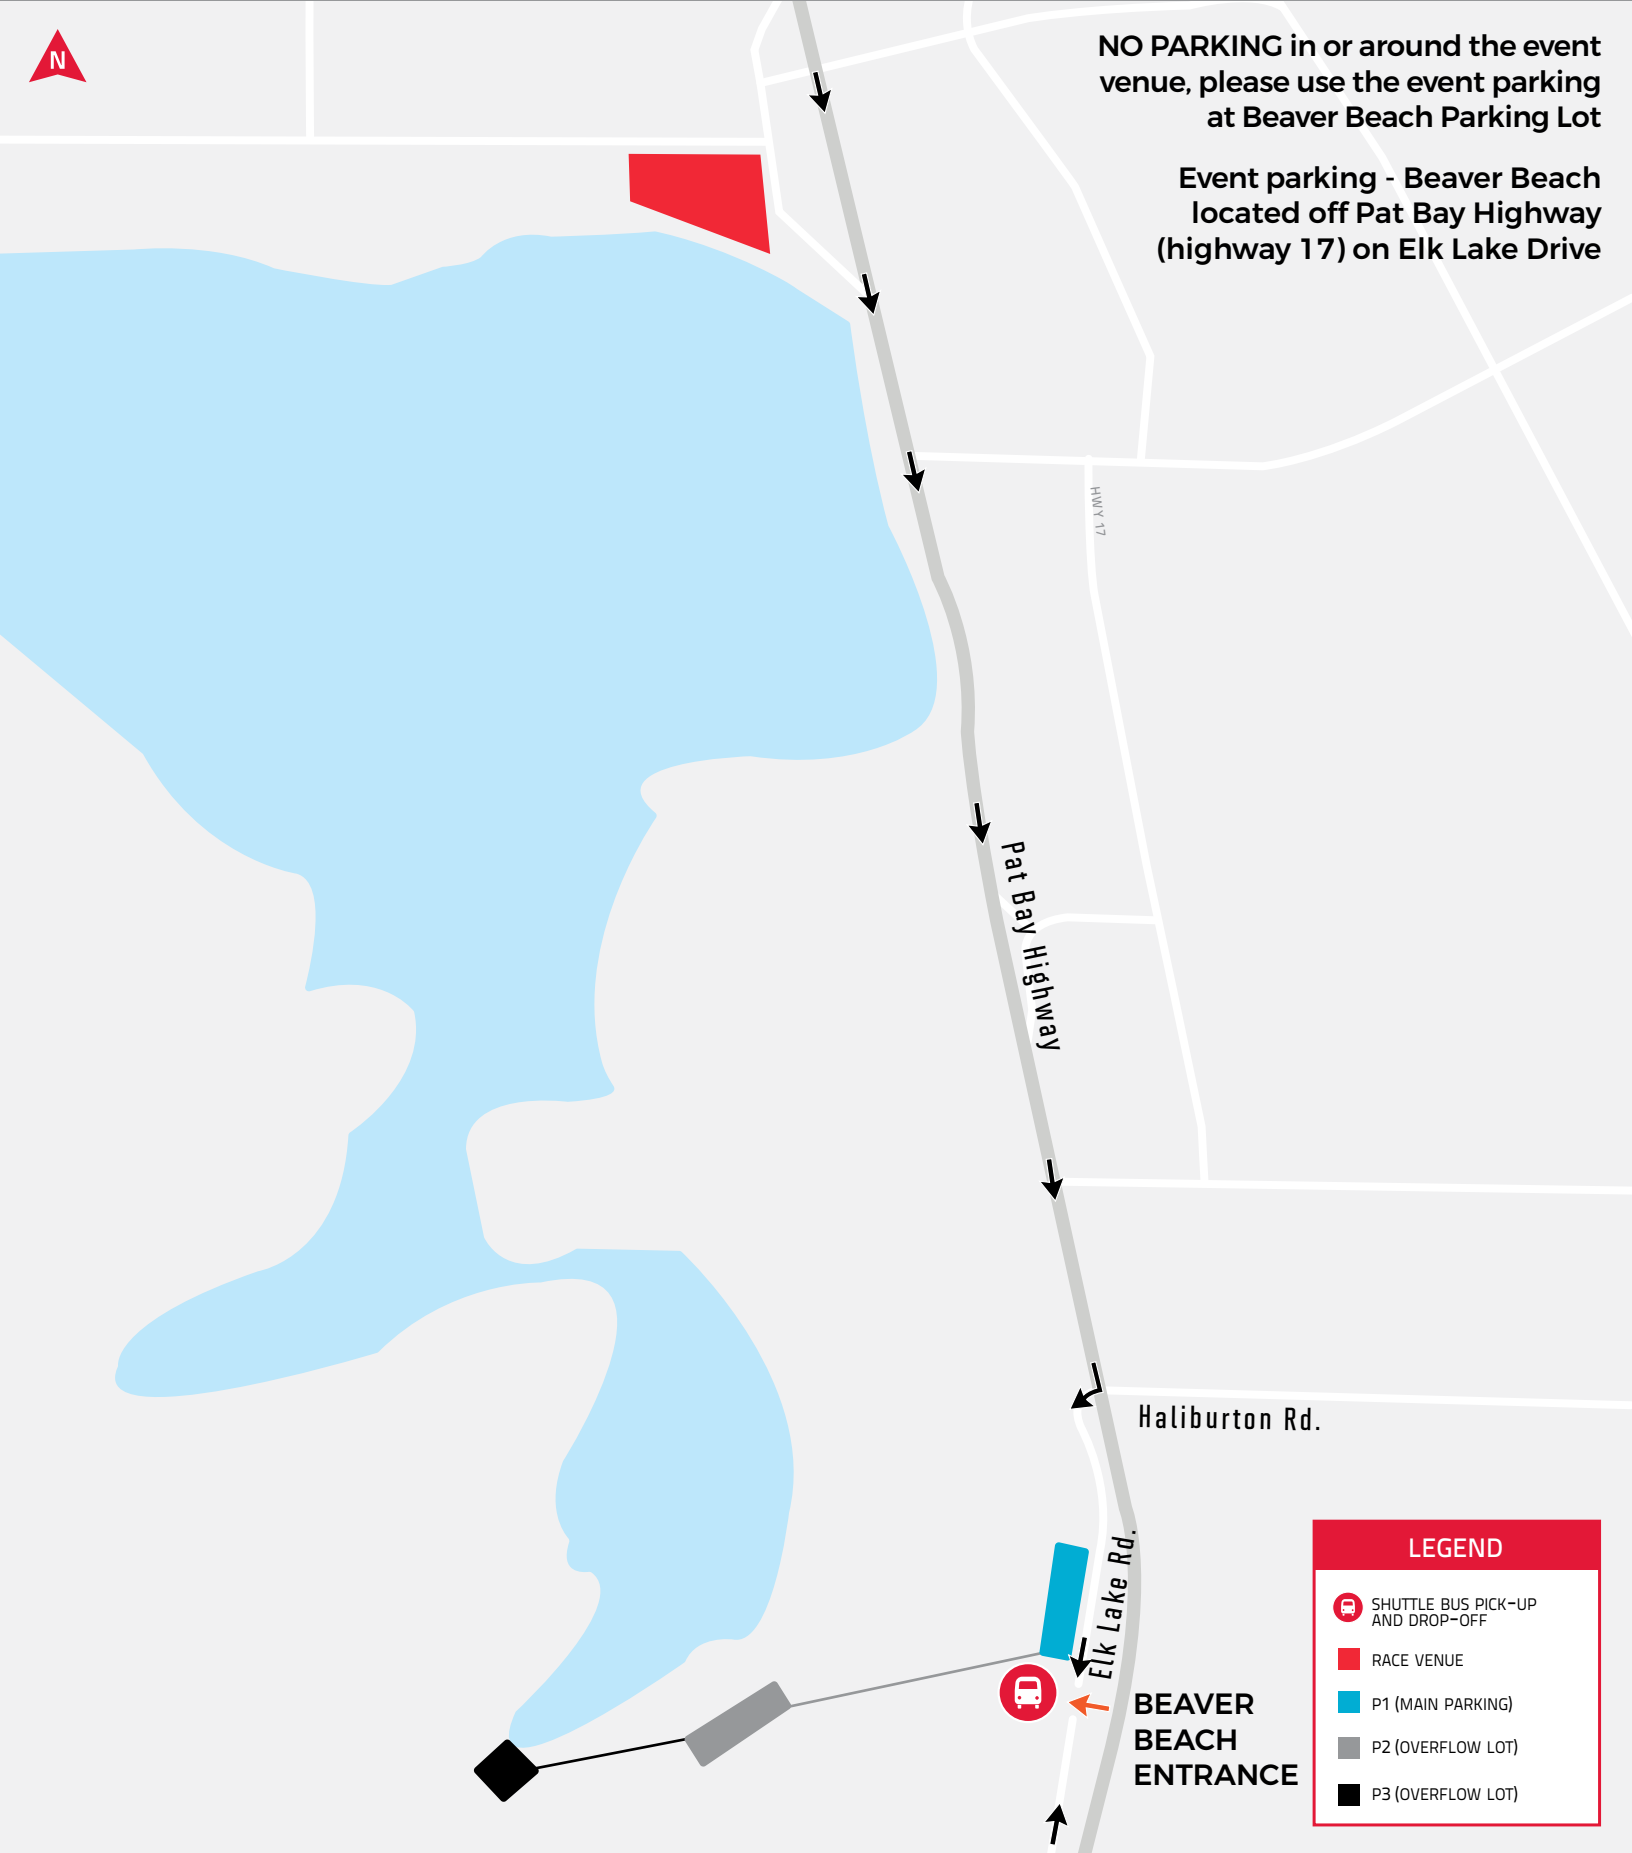 N
NO PARKING in or around the event
venue, please use the event parking
at Beaver Beach Parking Lot
Event parking - Beaver Beach
located off Pat Bay Highway
(highway 17) on Elk Lake Drive
HWY 17
Pat Bay Highway
Haliburton Rd.
Elk Lake Rd.
BEAVER
BEACH
ENTRANCE
LEGEND
SHUTTLE BUS PICK-UP
AND DROP-OFF
RACE VENUE
P1 (MAIN PARKING)
P2 (OVERFLOW LOT)
P3 (OVERFLOW LOT)